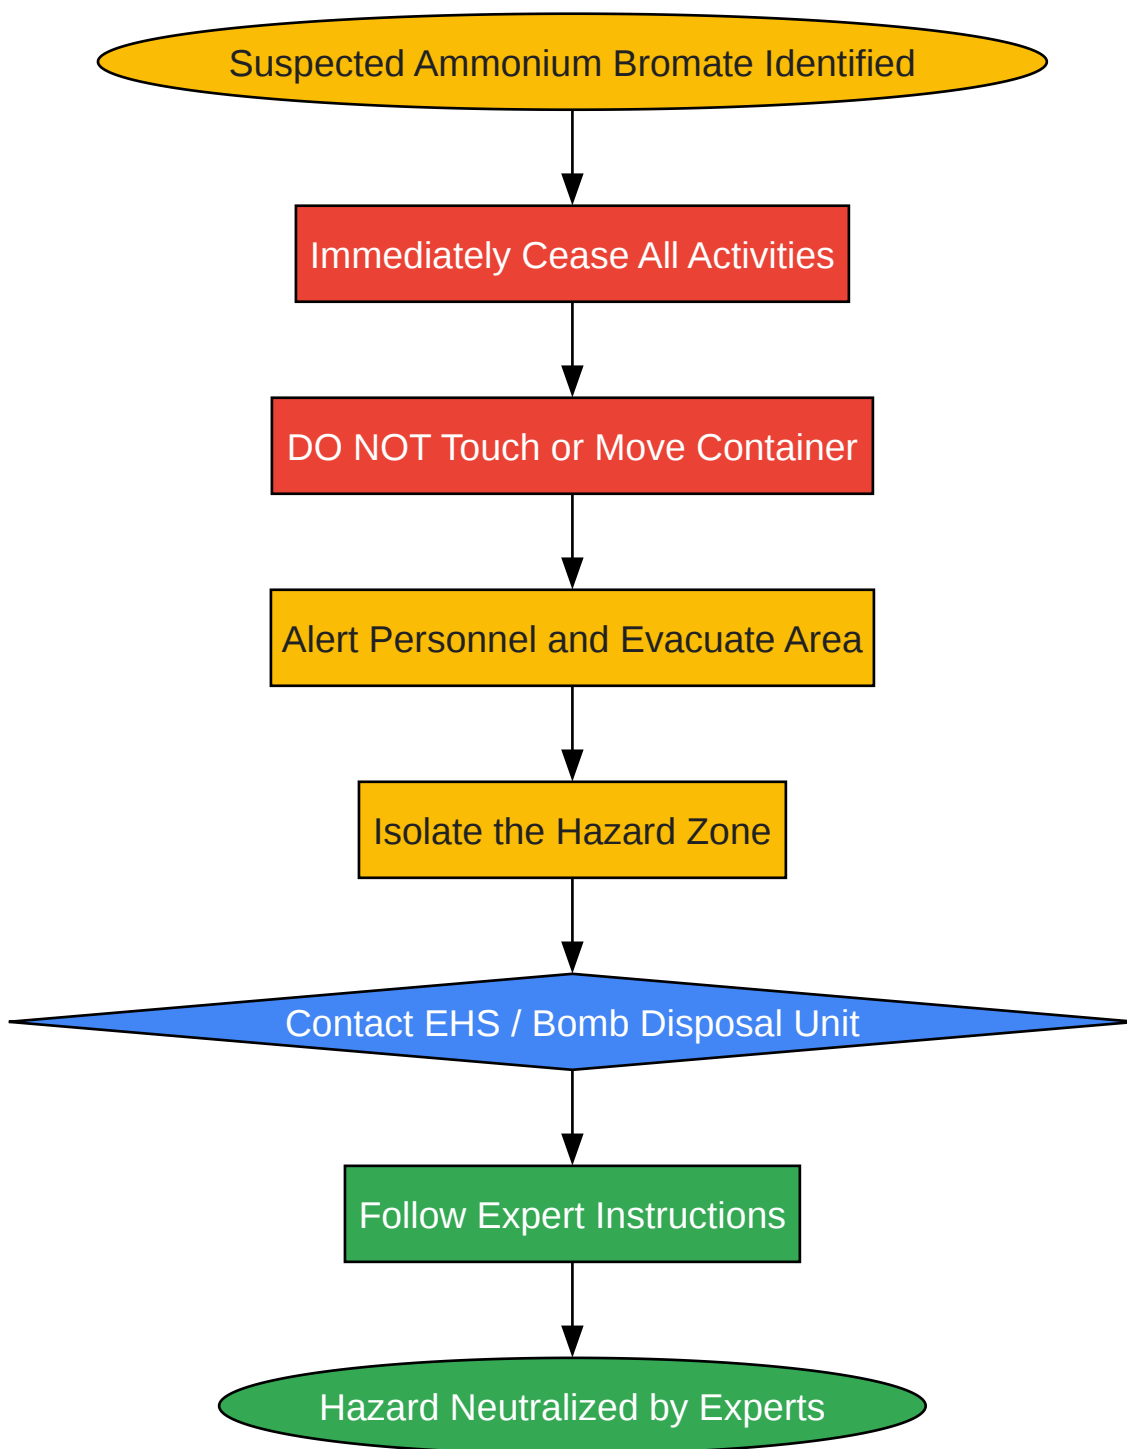 Suspected Ammonium Bromate Identified
Immediately Cease All Activities
DO NOT Touch or Move Container
Alert Personnel and Evacuate Area
Isolate the Hazard Zone
Contact EHS / Bomb Disposal Unit
Follow Expert Instructions
Hazard Neutralized by Experts